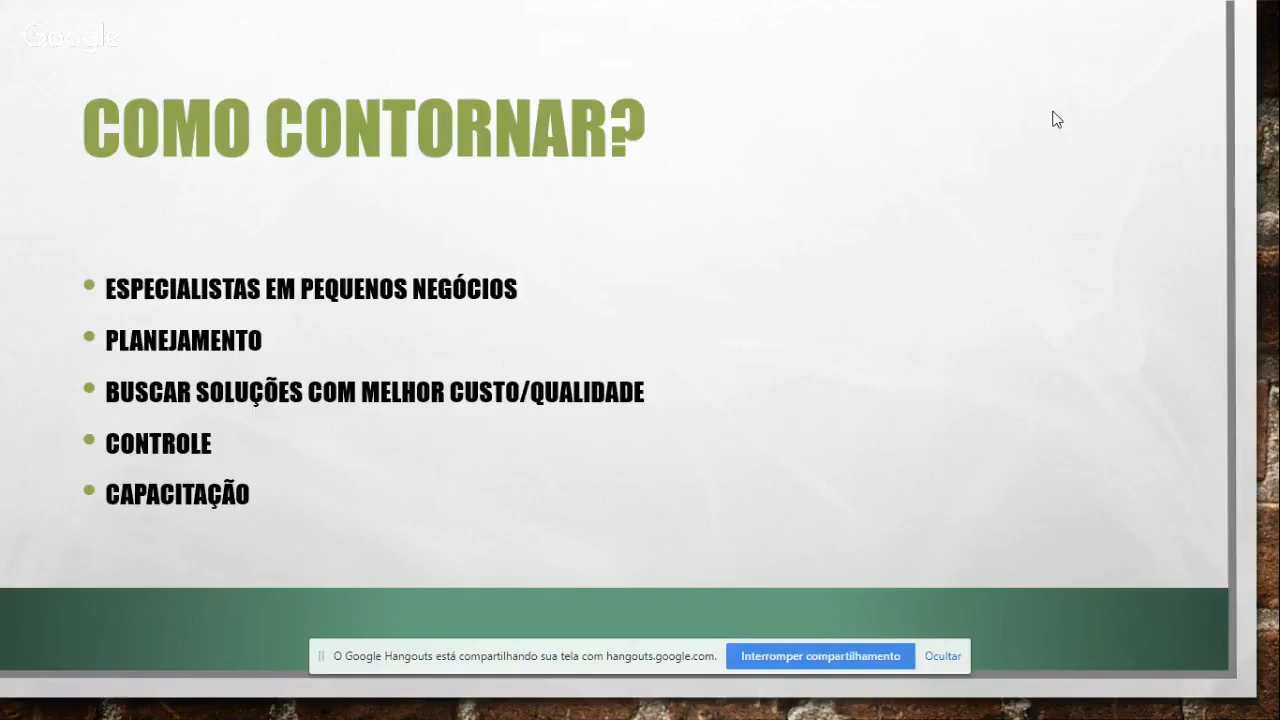 Google
COMO CONTORNAR?
• ESPECIALISTAS EM PEQUENOS NEGÓCIOS
• PLANEJAMENTO
• BUSCAR SOLUÇÕES COM MELHOR CUSTO/QUALIDADE
• CONTROLE
• CAPACITAÇÃO
O Google Hangouts está compartilhando sua tela com hangouts.google.com. Interromper compartilhamento Ocultar